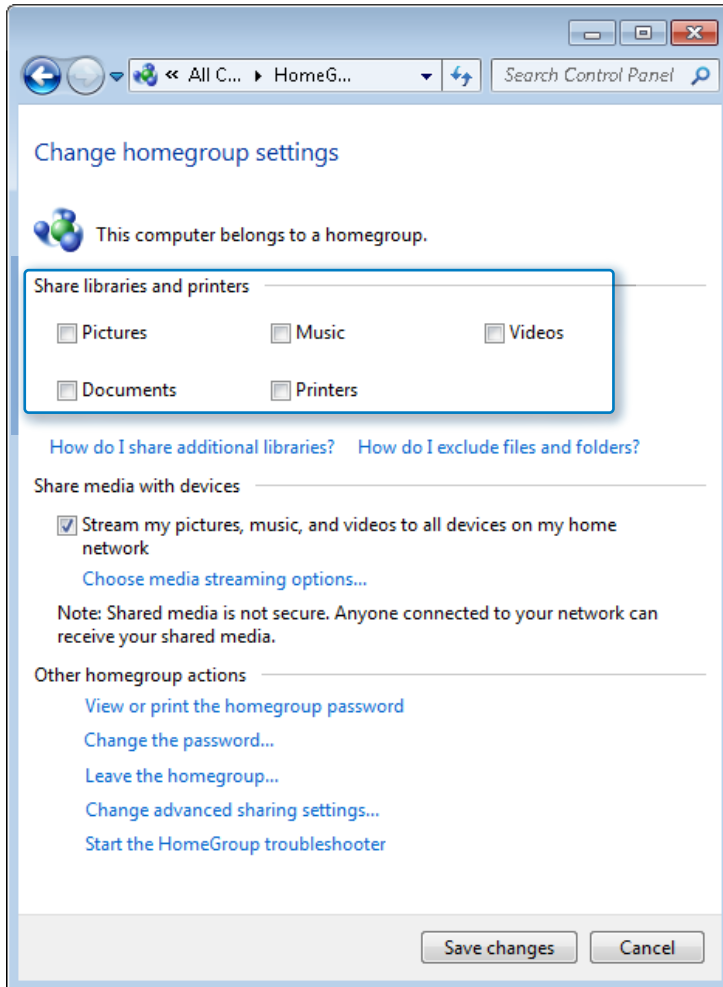 « All C... ▸ HomeG...
Search Control Panel
Change homegroup settings
This computer belongs to a homegroup.
Share libraries and printers
Pictures Music Videos
Documents Printers
How do I share additional libraries? How do I exclude files and folders?
Share media with devices
Stream my pictures, music, and videos to all devices on my home
network
Choose media streaming options...
Note: Shared media is not secure. Anyone connected to your network can
receive your shared media.
Other homegroup actions
View or print the homegroup password
Change the password...
Leave the homegroup...
Change advanced sharing settings...
Start the HomeGroup troubleshooter
Save changes Cancel